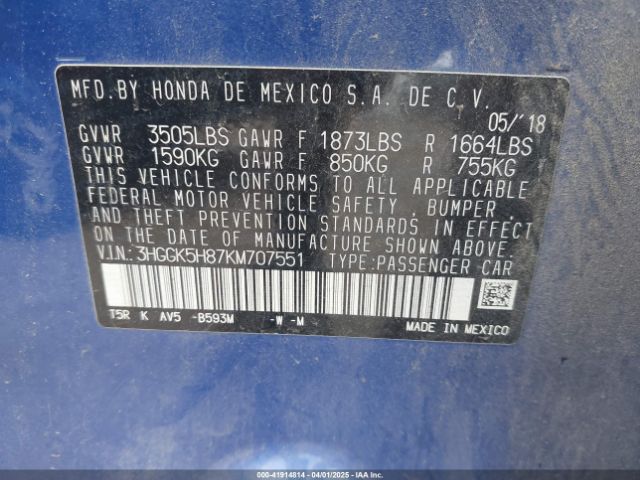 MFD. BY HONDA DE MEXICO S.A. DE C.V.
05/'18
GVWR 3505LBS GAWR F 1873LBS R 1664LBS
GVWR 1590KG GAWR F 850KG R 755KG
THIS VEHICLE CONFORMS TO ALL APPLICABLE
FEDERAL MOTOR VEHICLE SAFETY , BUMPER ,
AND THEFT PREVENTION STANDARDS IN EFFECT
ON THE DATE OF MANUFACTURE SHOWN ABOVE.
V.I.N.: 3HGGK5H87KM707551 TYPE:PASSENGER CAR
T5R K AV5 -B593M -W -M
MADE IN MEXICO
000-41914814 | 04/01/2025 | IAAI.COM